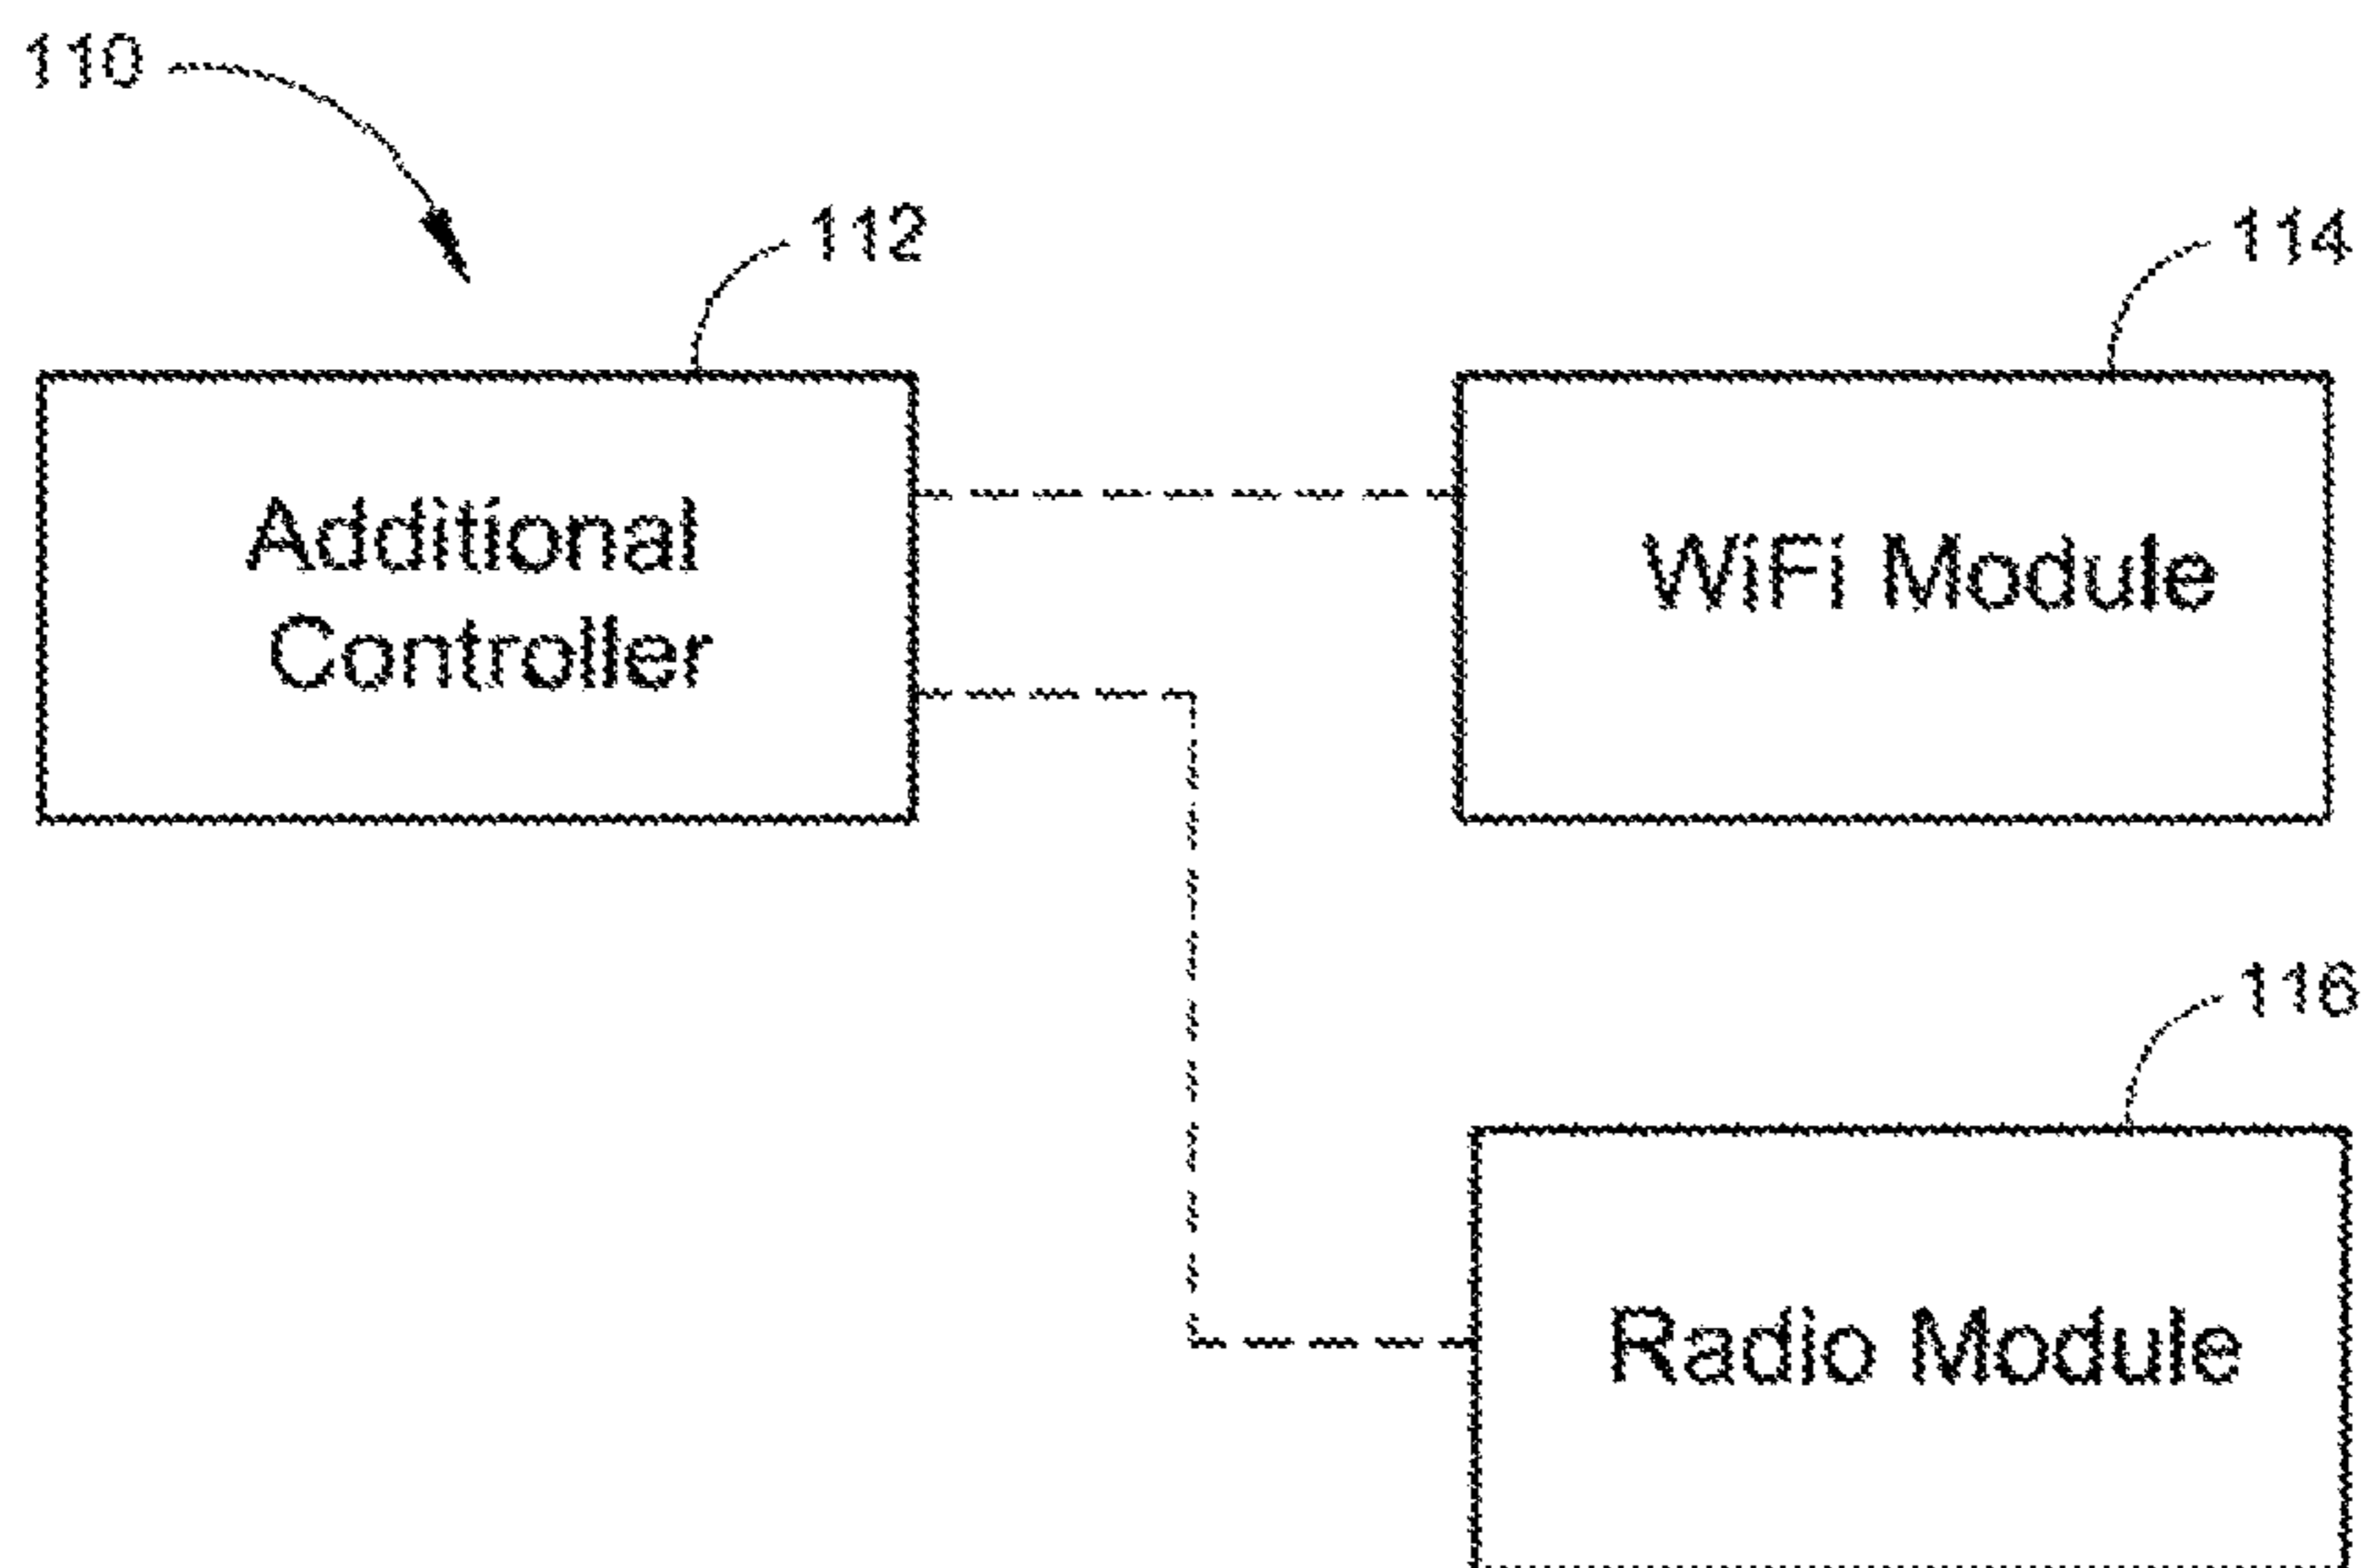 110
112
114
Additional
Controller
WiFi Module
116
Radio Module